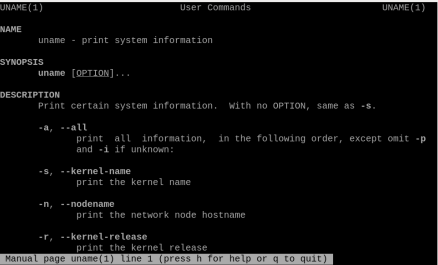 UNAME(1) User Commands UNAME(1)
NAME
uname - print system information
SYNOPSIS
uname [OPTION]...
DESCRIPTION
Print certain system information. With no OPTION, same as -s.
-a, --all
print all information, in the following order, except omit -p
and -i if unknown:
-s, --kernel-name
print the kernel name
-n, --nodename
print the network node hostname
-r, --kernel-release
print the kernel release
Manual page uname(1) line 1 (press h for help or q to quit)